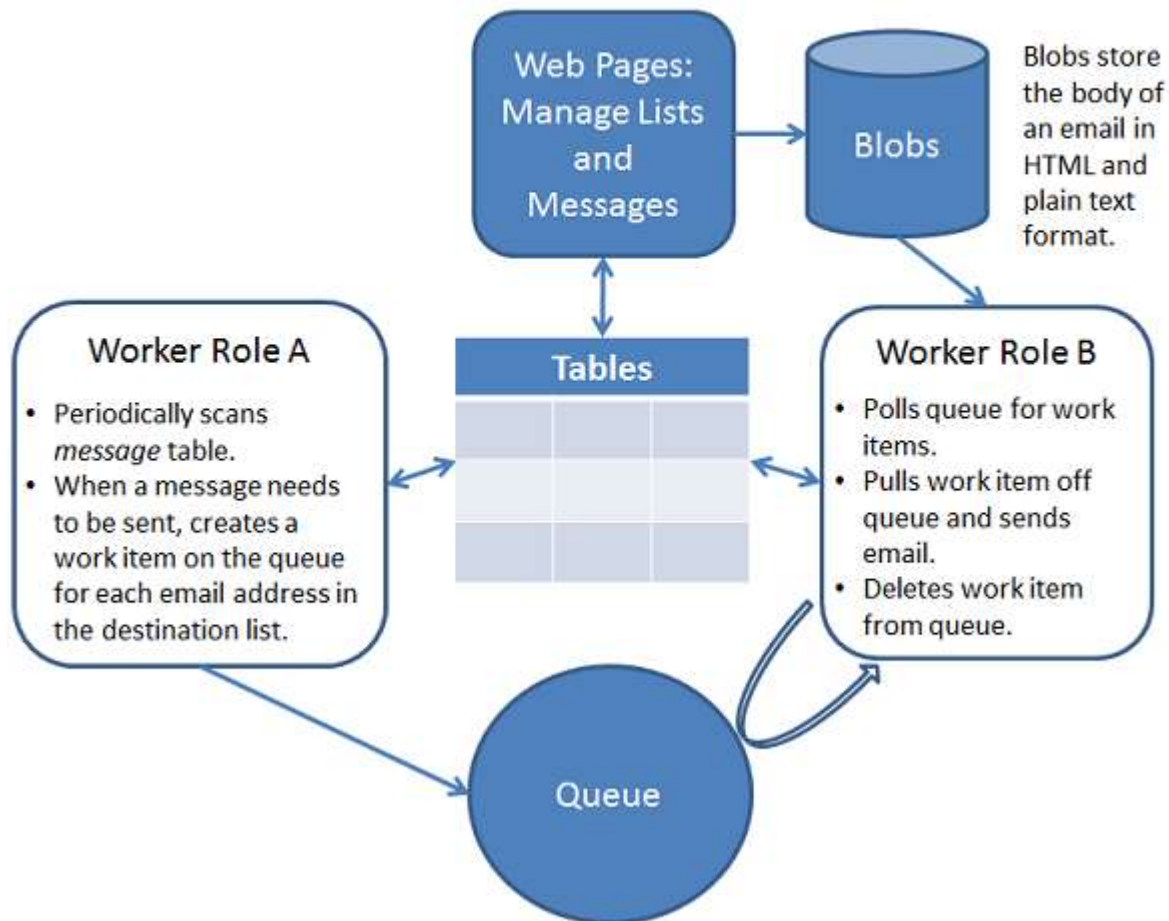 Web Pages:
Manage Lists
and
Messages
Blobs
Blobs store
the body of
an email in
HTML and
plain text
format.
Worker Role A
• Periodically scans
message table.
• When a message needs
to be sent, creates a
work item on the queue
for each email address in
the destination list.
Tables
Worker Role B
• Polls queue for work
items.
• Pulls work item off
queue and sends
email.
• Deletes work item
from queue.
Queue